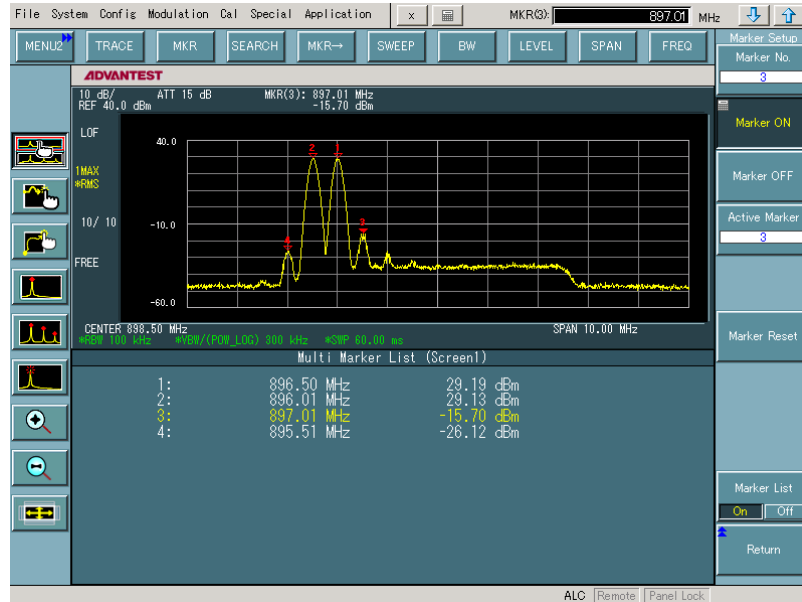 File System Config Modulation Cal Special Application x MKR(3): 897.01 MHz
MENU2 TRACE MKR SEARCH MKR→ SWEEP BW LEVEL SPAN FREQ
Marker Setup
Marker No.
3
Marker ON
Marker OFF
Active Marker
3
Marker Reset
Marker List
On Off
Return
ADVANTEST
10 dB/ ATT 15 dB MKR(3): 897.01 MHz
REF 40.0 dBm -15.70 dBm
LOF
40.0
1MAX
*RMS
10/ 10
-10.0
FREE
-60.0
2 1
3
4
CENTER 898.50 MHz SPAN 10.00 MHz
*RBW 100 kHz *VBW/(POW_LOG) 300 kHz *SWP 60.00 ms
Multi Marker List (Screen1)
1: 896.50 MHz 29.19 dBm
2: 896.01 MHz 29.13 dBm
3: 897.01 MHz -15.70 dBm
4: 895.51 MHz -26.12 dBm
ALC Remote Panel Lock